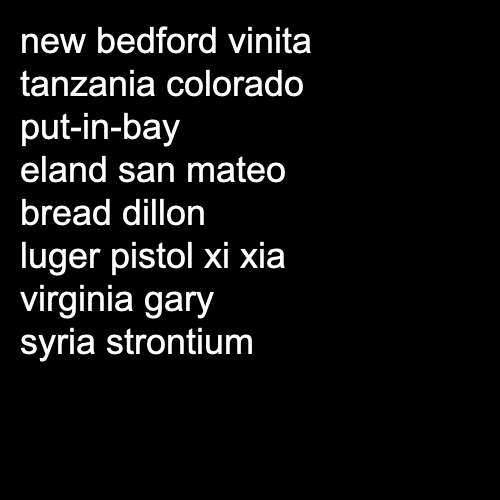 new bedford vinita
tanzania colorado
put-in-bay
eland san mateo
bread dillon
luger pistol xi xia
virginia gary
syria strontium